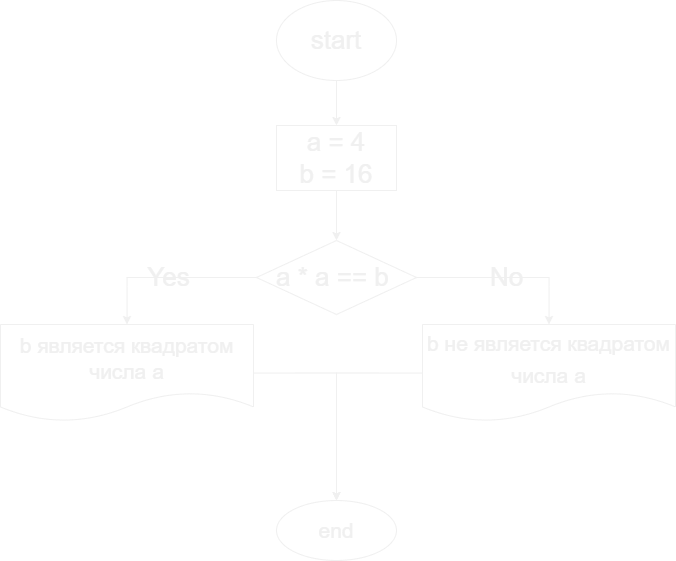 start
a = 4
b = 16
Yes
a * a == b
No
b является квадратом
числа a
b не является квадратом
числа a
end